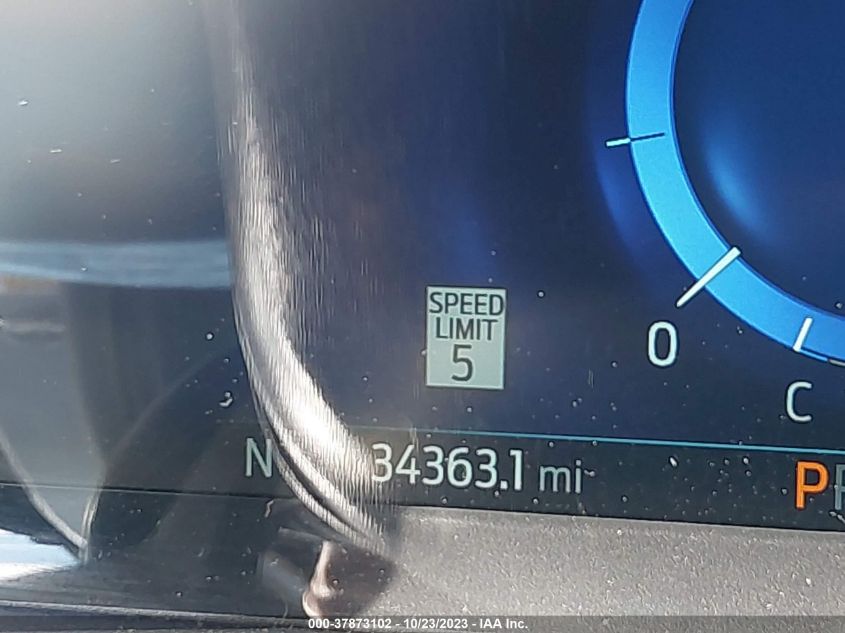 SPEED
LIMIT
5
0
C
N 34363.1 mi P
000-37873102 - 10/23/2023 - IAA Inc.